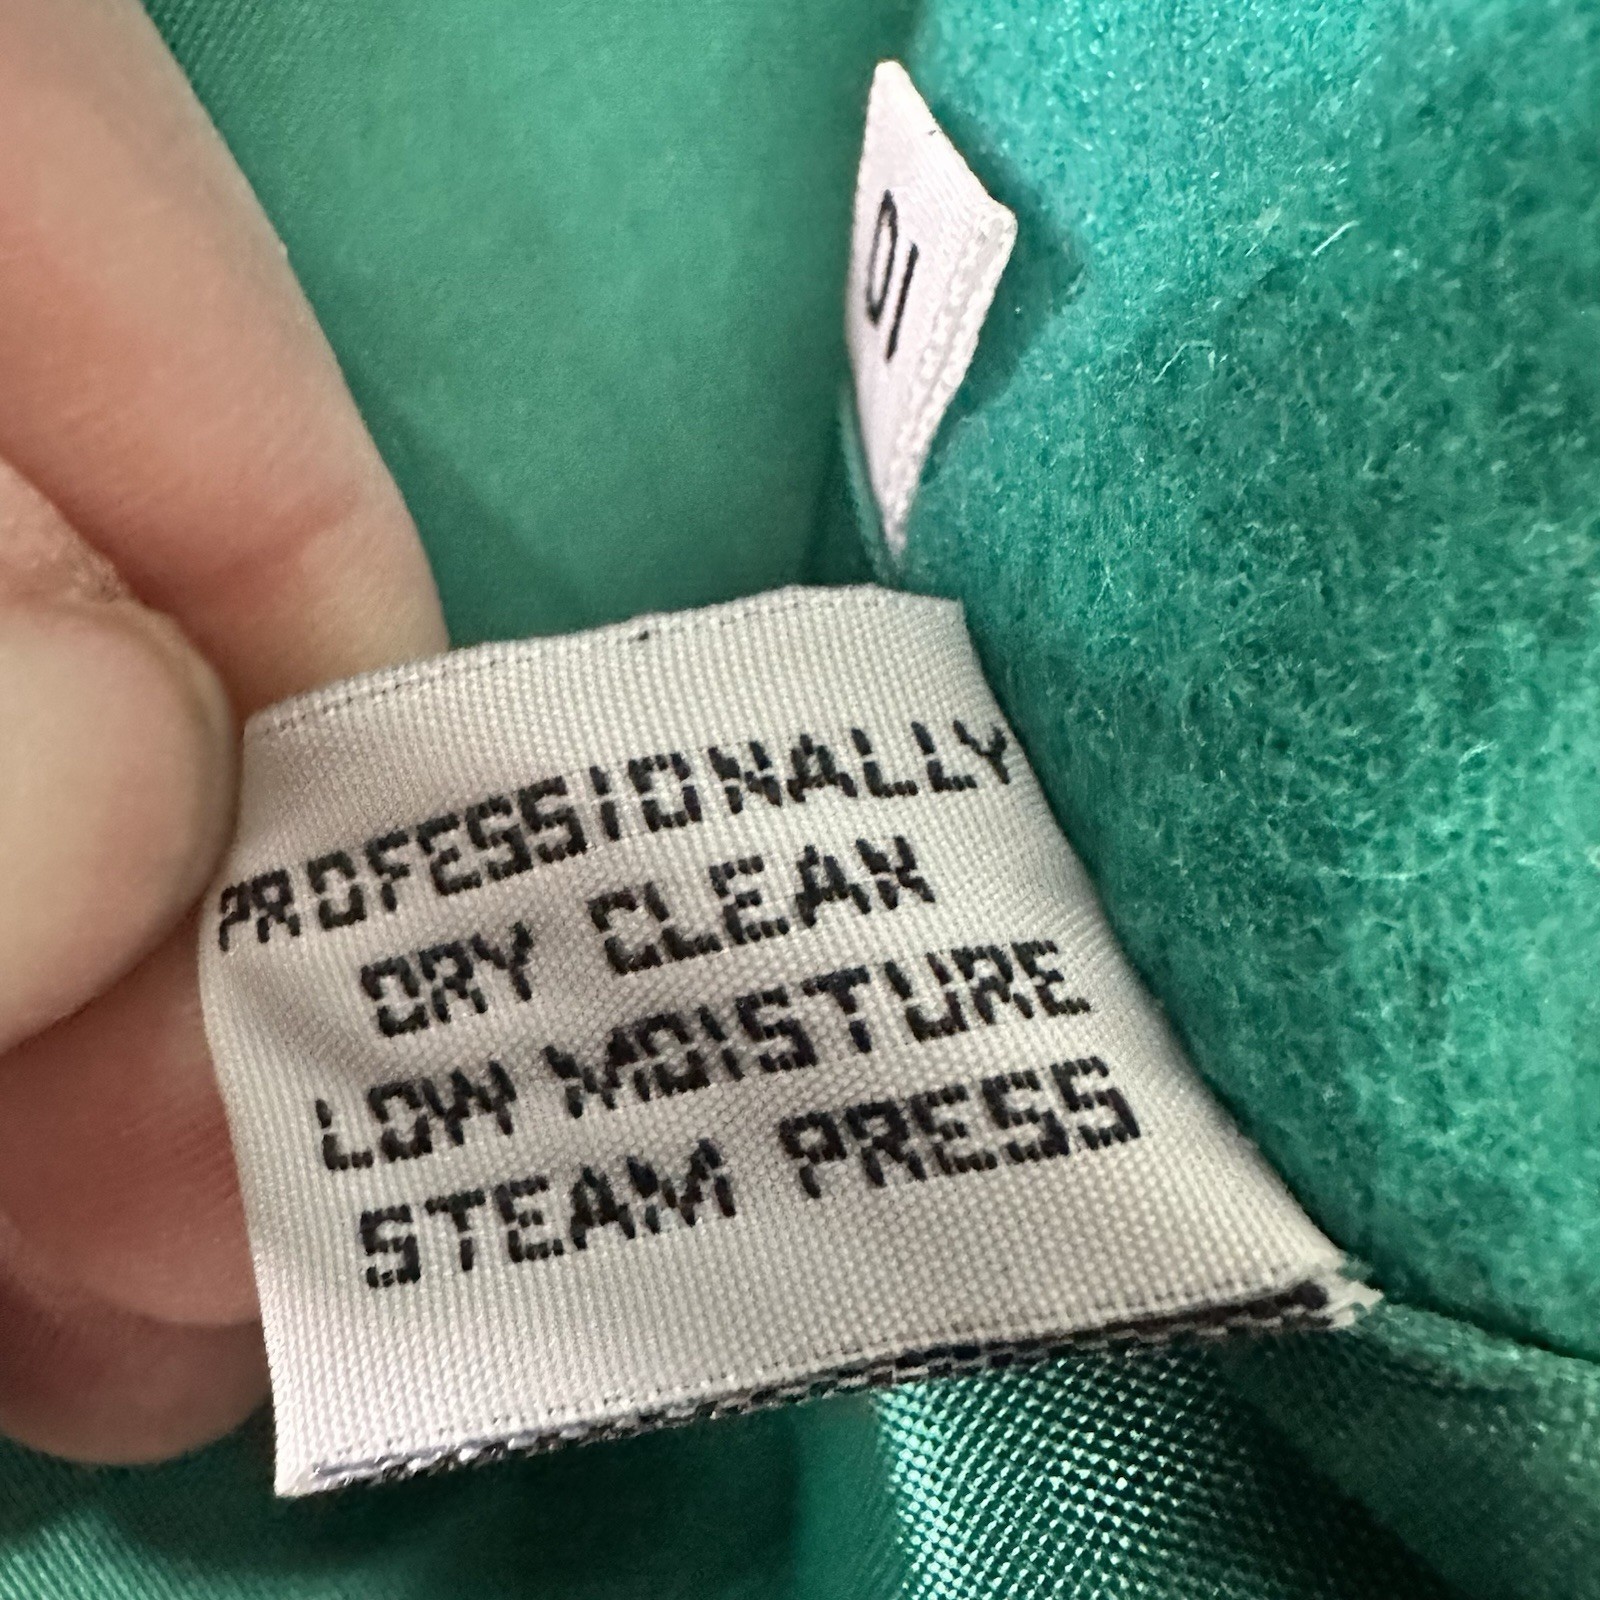 10
PROFESSIONALLY
DRY CLEAN
LOW MOISTURE
STEAM PRESS